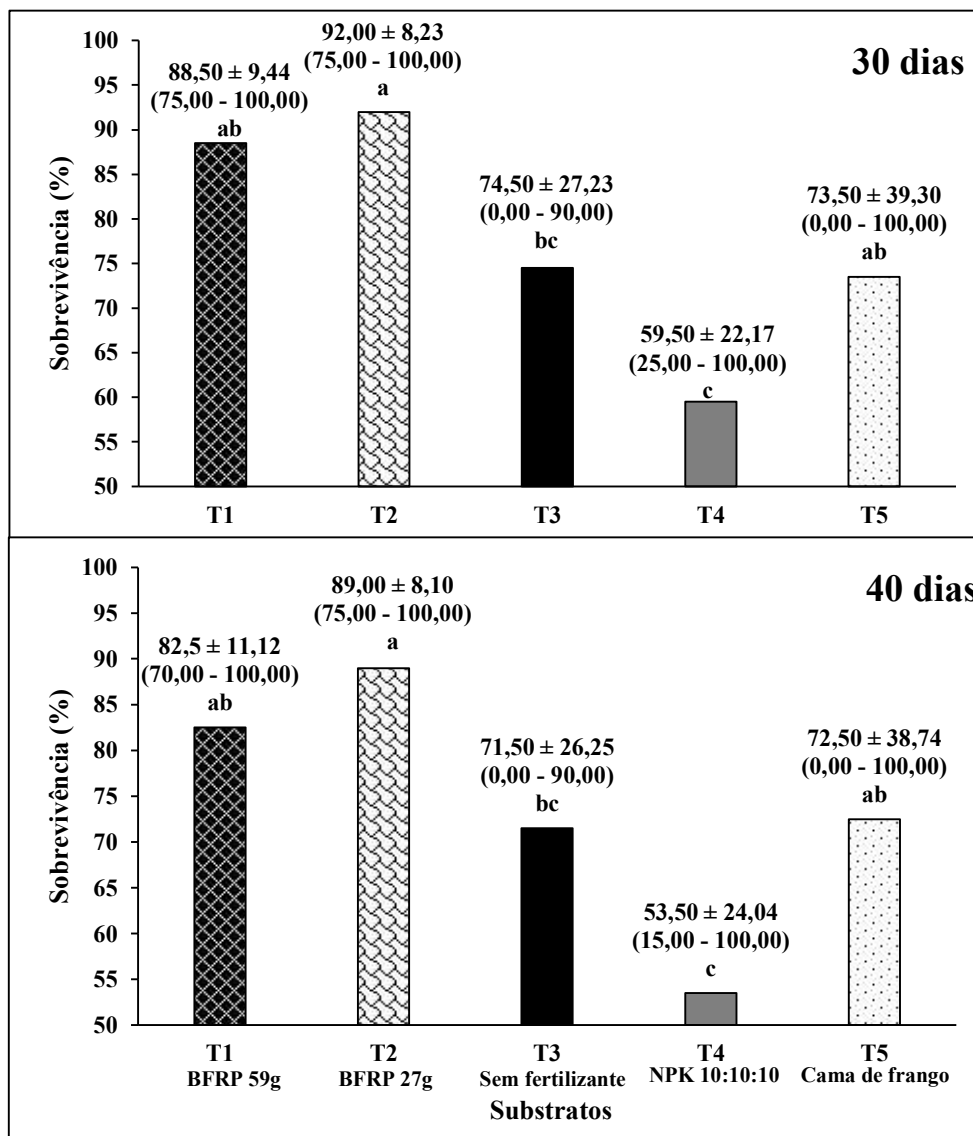 30 dias
Sobrevivência (%)
100
95
90
85
80
75
70
65
60
55
50
88,50 ± 9,44
(75,00 - 100,00)
ab
92,00 ± 8,23
(75,00 - 100,00)
a
74,50 ± 27,23
(0,00 - 90,00)
bc
59,50 ± 22,17
(25,00 - 100,00)
c
73,50 ± 39,30
(0,00 - 100,00)
ab
T1 T2 T3 T4 T5
40 dias
Sobrevivência (%)
100
95
90
85
80
75
70
65
60
55
50
82,5 ± 11,12
(70,00 - 100,00)
ab
89,00 ± 8,10
(75,00 - 100,00)
a
71,50 ± 26,25
(0,00 - 90,00)
bc
53,50 ± 24,04
(15,00 - 100,00)
c
72,50 ± 38,74
(0,00 - 100,00)
ab
T1 T2 T3 T4 T5
BFRP 59g BFRP 27g Sem fertilizante NPK 10:10:10 Cama de frango
Substratos